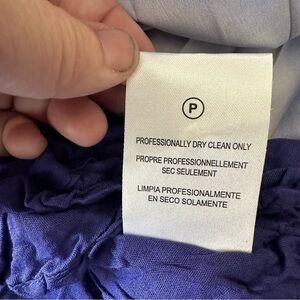 P
PROFESSIONALLY DRY CLEAN ONLY
PROPRE PROFESSIONNELLEMENT
SEC SEULEMENT
LIMPIA PROFESIONALMENTE
EN SECO SOLAMENTE